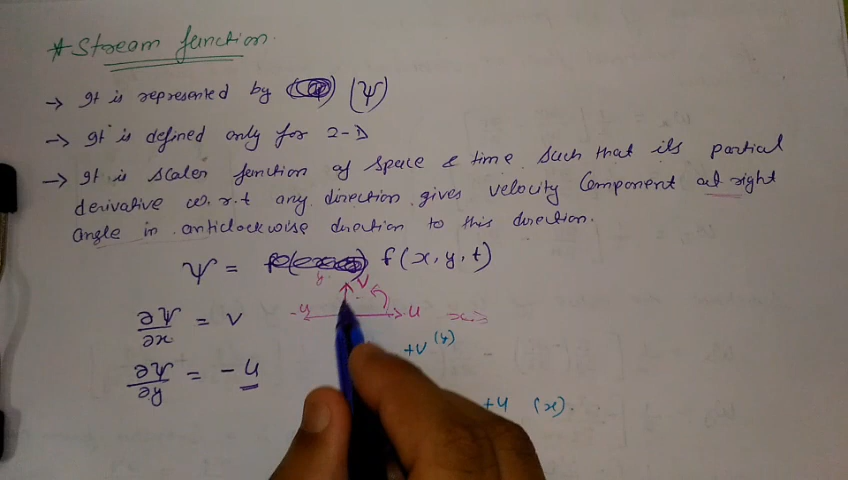 * Stream function.
→ It is represented by (ψ)
→ It is defined only for 2-D
→ It is scaler function of space & time such that its partial
derivative w.r.t any direction gives velocity component at right
angle in anticlockwise direction to this direction.
ψ = f(x, y, t)
y v
∂ψ/∂x = v -u u x
+v (y)
∂ψ/∂y = -u
+u (x).